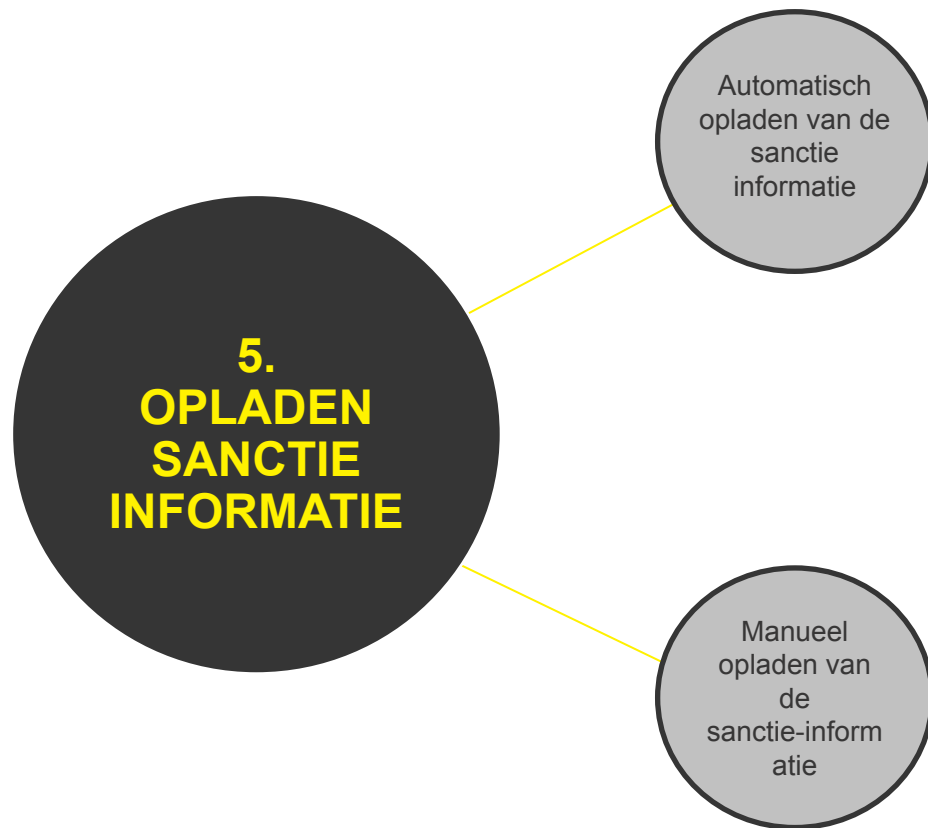 5.
OPLADEN
SANCTIE
INFORMATIE
Automatisch
opladen van de
sanctie
informatie
Manueel
opladen van
de
sanctie-inform
atie